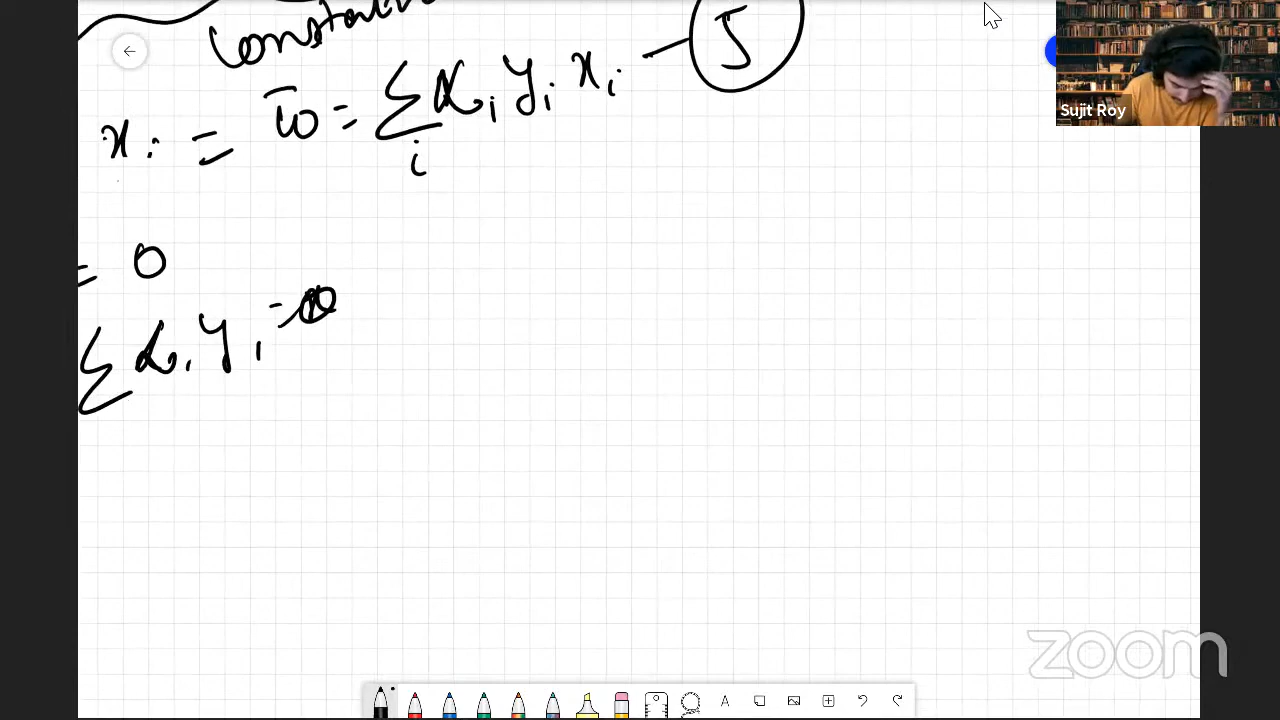 constraint
x_i = w̄ = Σ_i α_i y_i x_i — 5
= 0
Σ α_i y_i = 0
Sujit Roy
zoom
A